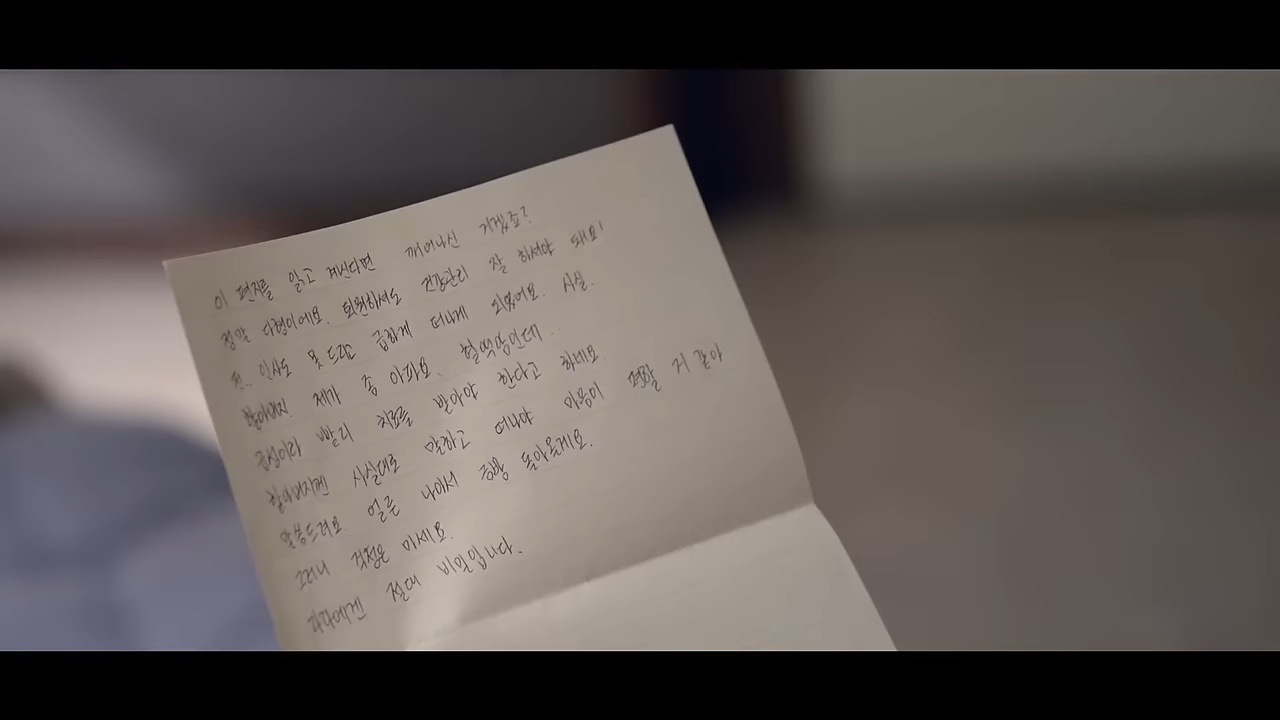 이 편지를 읽고 계신다면 깨어나신 거겠죠?
정말 다행이에요. 퇴원하셔도 건강관리 잘 하셔야 돼요!
전.. 인사도 못 드리고 급하게 떠나게 되었어요. 사실..
할아버지. 제가 좀 아파요. 혈액암인데..
급성이라 빨리 치료를 받아야 한다고 하네요.
할아버지껜 사실대로 말하고 떠나야 마음이 편할 거 같아
말씀드려요. 얼른 나아서 금방 돌아올게요.
그러니 걱정은 마세요.
절대 비밀입니다.